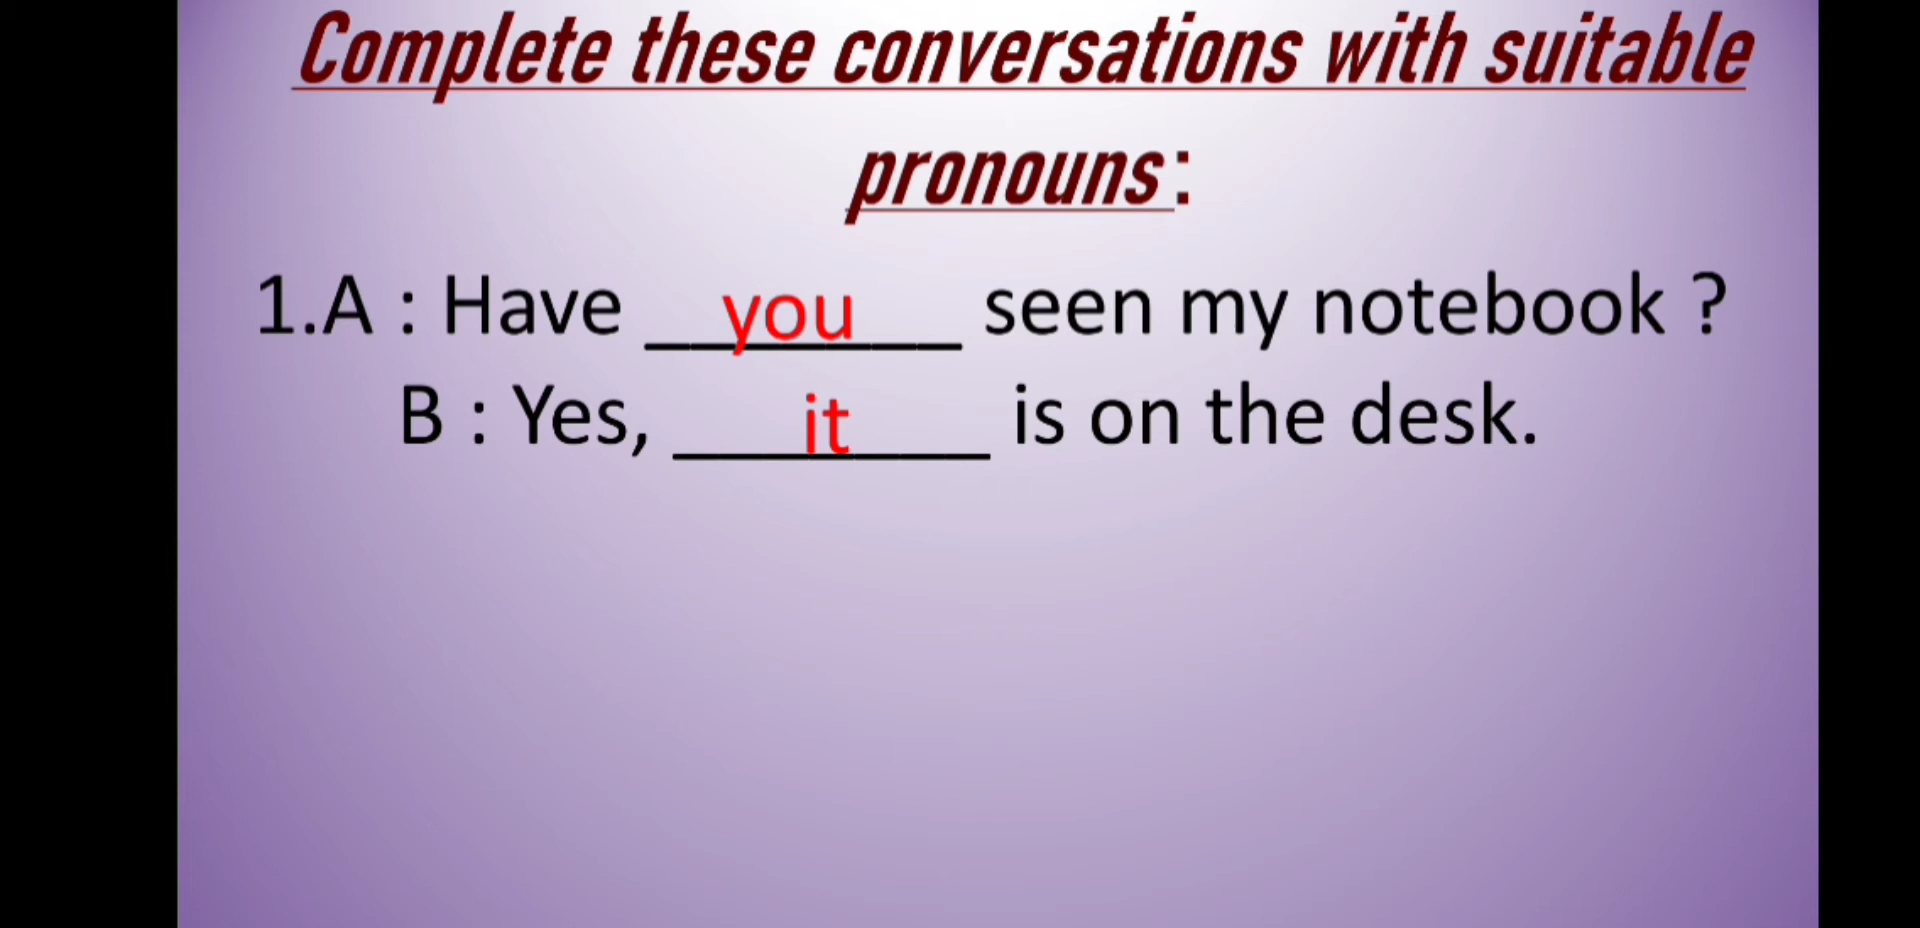 Complete these conversations with suitable
pronouns:
1.A : Have ___you___ seen my notebook ?
B : Yes, ___it___ is on the desk.